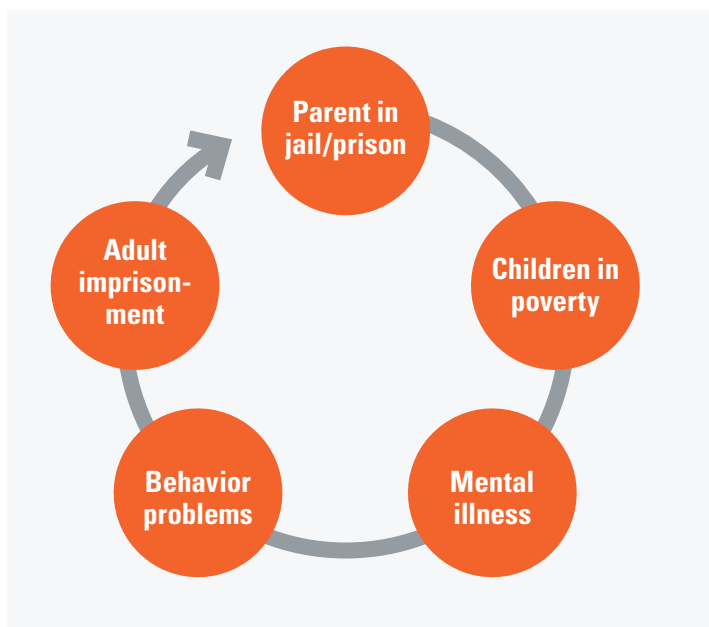 Parent in
jail/prison
Children in
poverty
Mental
illness
Behavior
problems
Adult
imprison-
ment